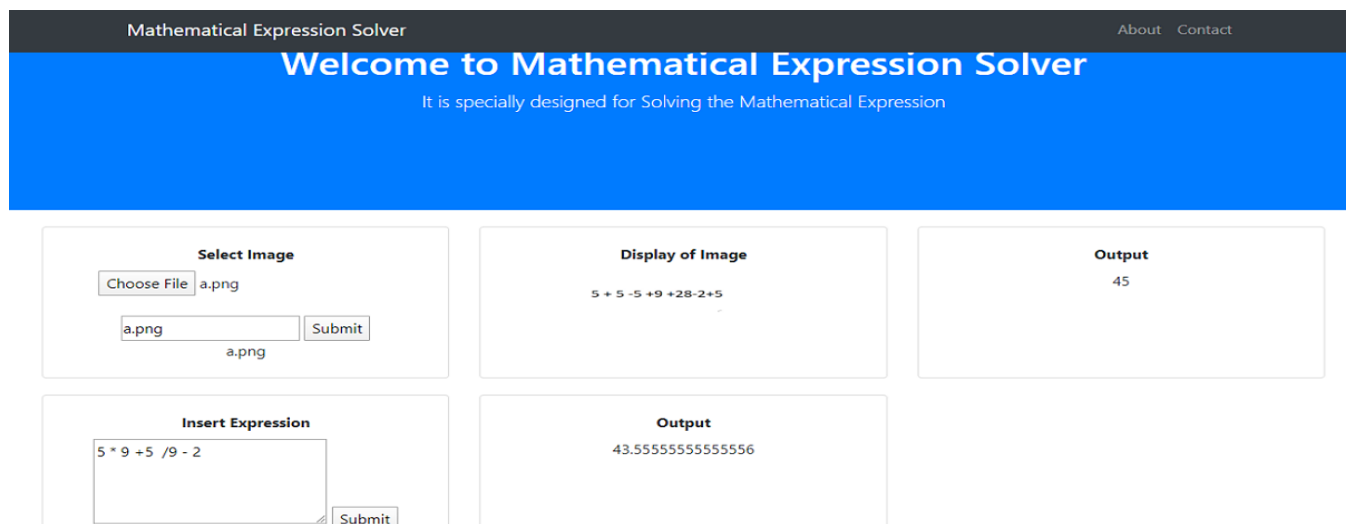 Mathematical Expression Solver
About Contact
Welcome to Mathematical Expression Solver
It is specially designed for Solving the Mathematical Expression
Select Image
Choose File a.png
a.png Submit
a.png
Display of Image
5 + 5 -5 +9 +28-2+5
Output
45
Insert Expression
5 * 9 +5 /9 - 2
Submit
Output
43.55555555555556